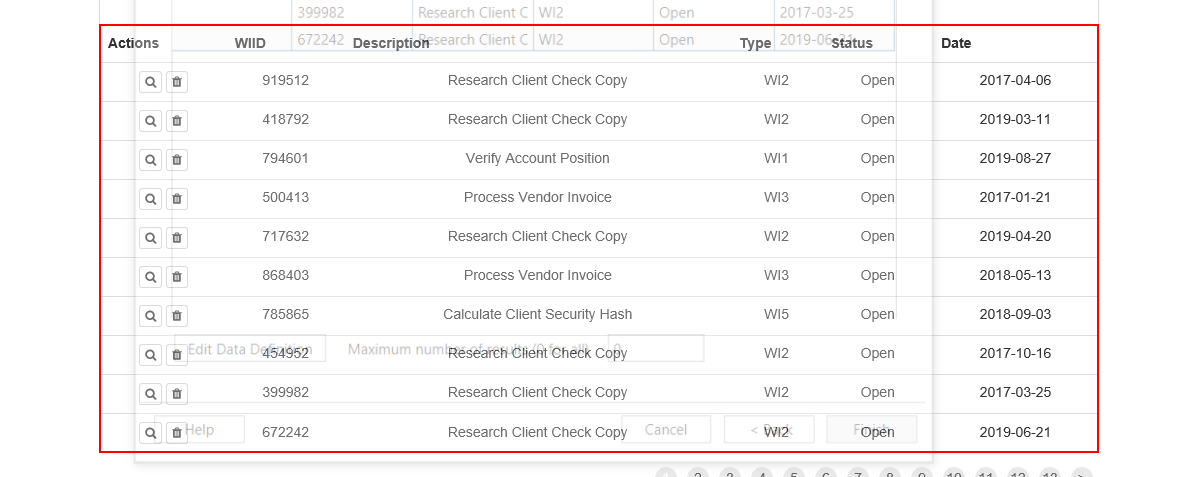 399982 Research Client C WI2 Open 2017-03-25
672242 Research Client C WI2 Open 2019-06-21
Actions WIID Description Type Status Date
919512 Research Client Check Copy WI2 Open 2017-04-06
418792 Research Client Check Copy WI2 Open 2019-03-11
794601 Verify Account Position WI1 Open 2019-08-27
500413 Process Vendor Invoice WI3 Open 2017-01-21
717632 Research Client Check Copy WI2 Open 2019-04-20
868403 Process Vendor Invoice WI3 Open 2018-05-13
785865 Calculate Client Security Hash WI5 Open 2018-09-03
Edit Data Definition Maximum number of results (0 for all) 0
454952 Research Client Check Copy WI2 Open 2017-10-16
399982 Research Client Check Copy WI2 Open 2017-03-25
Help Cancel < Back Finish
672242 Research Client Check Copy WI2 Open 2019-06-21
1 2 3 4 5 6 7 8 9 10 11 12 13 >